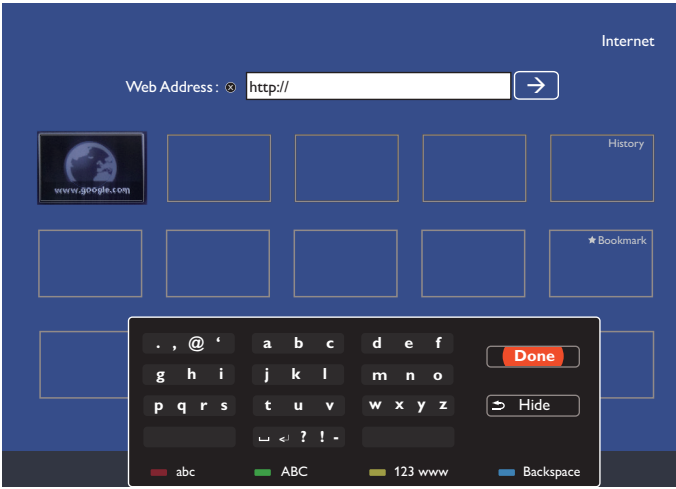 Internet
Web Address : http://
www.google.com
History
★ Bookmark
. , @ ‘ a b c d e f
Done
g h i j k l m n o
p q r s t u v w x y z
Hide
? ! -
abc ABC 123 www Backspace